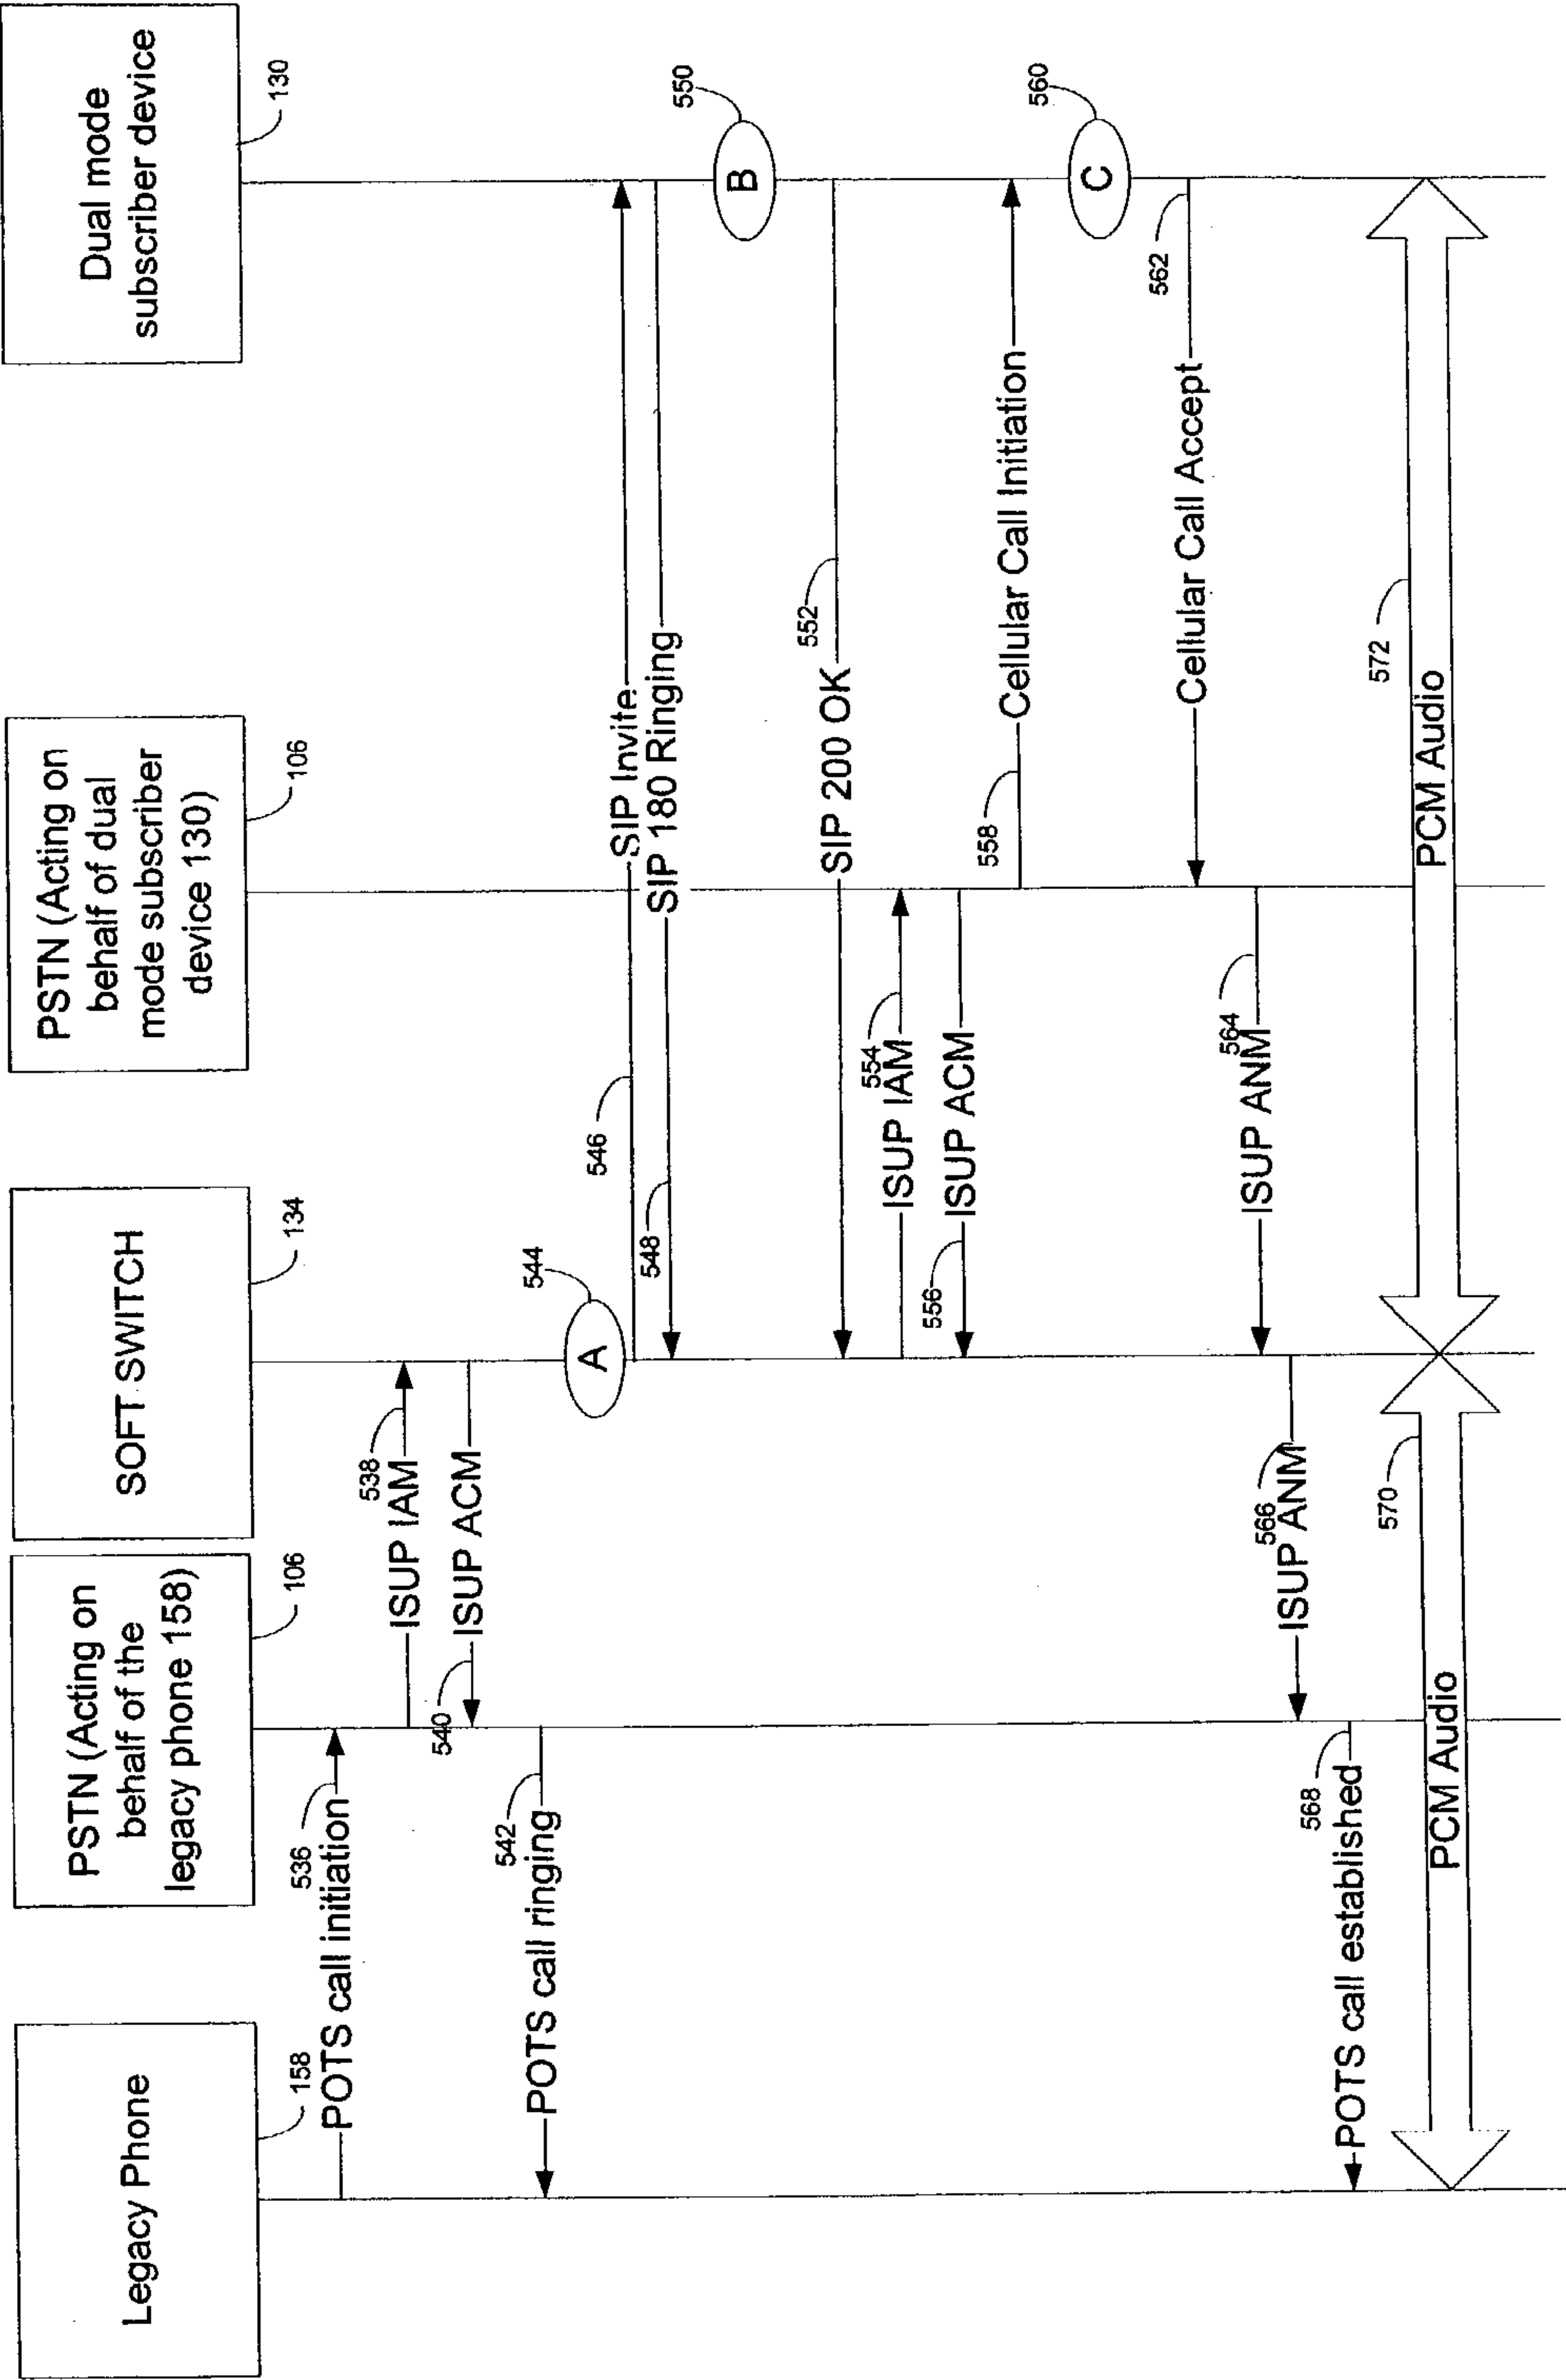 Legacy Phone
158
PSTN (Acting on
behalf of the
legacy phone 158)
106
SOFT SWITCH
134
PSTN (Acting on
behalf of dual
mode subscriber
device 130)
106
Dual mode
subscriber device
130
536
POTS call initiation
538
ISUP IAM
540
ISUP ACM
542
POTS call ringing
544
A
546
SIP Invite
548
SIP 180 Ringing
550
B
552
SIP 200 OK
554
ISUP IAM
556
ISUP ACM
558
Cellular Call Initiation
560
C
562
Cellular Call Accept
564
ISUP ANM
566
ISUP ANM
568
POTS call established
570
PCM Audio
572
PCM Audio